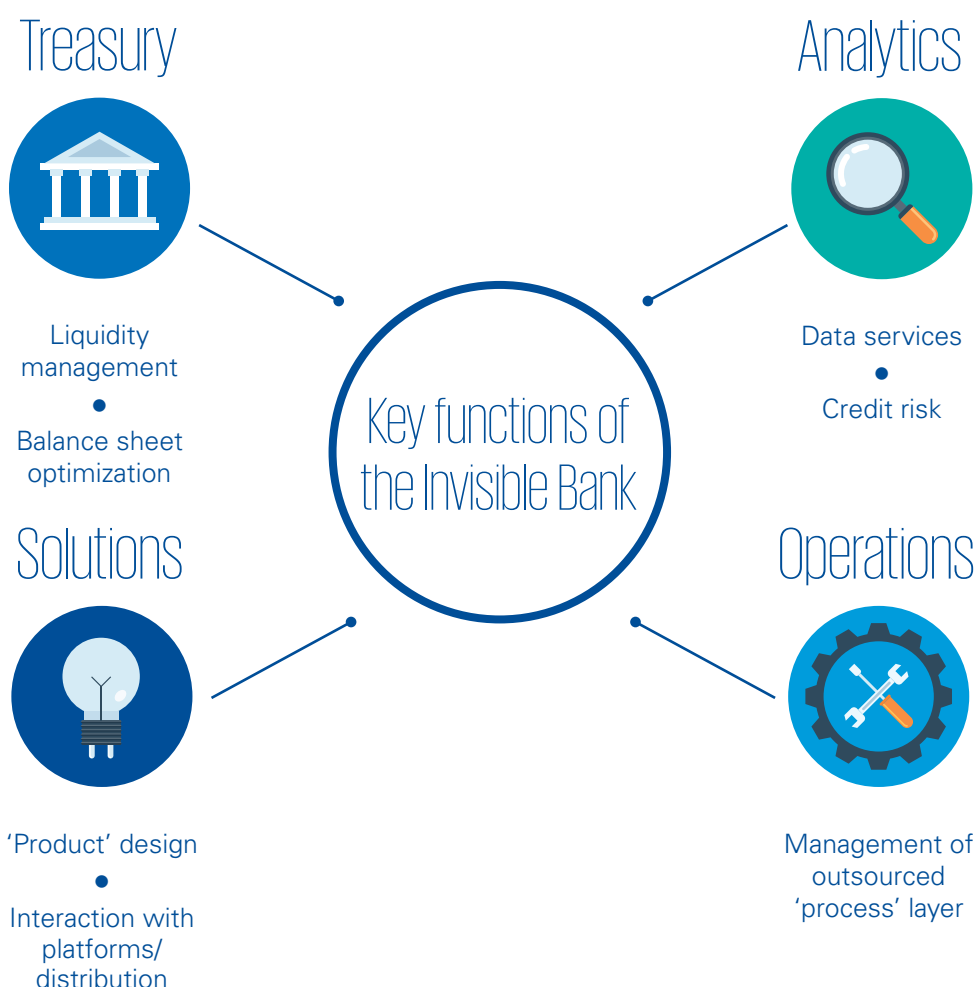 Treasury
Liquidity
management
•
Balance sheet
optimization
Analytics
Data services
•
Credit risk
Key functions of
the Invisible Bank
Solutions
‘Product’ design
•
Interaction with
platforms/
distribution
Operations
Management of
outsourced
‘process’ layer